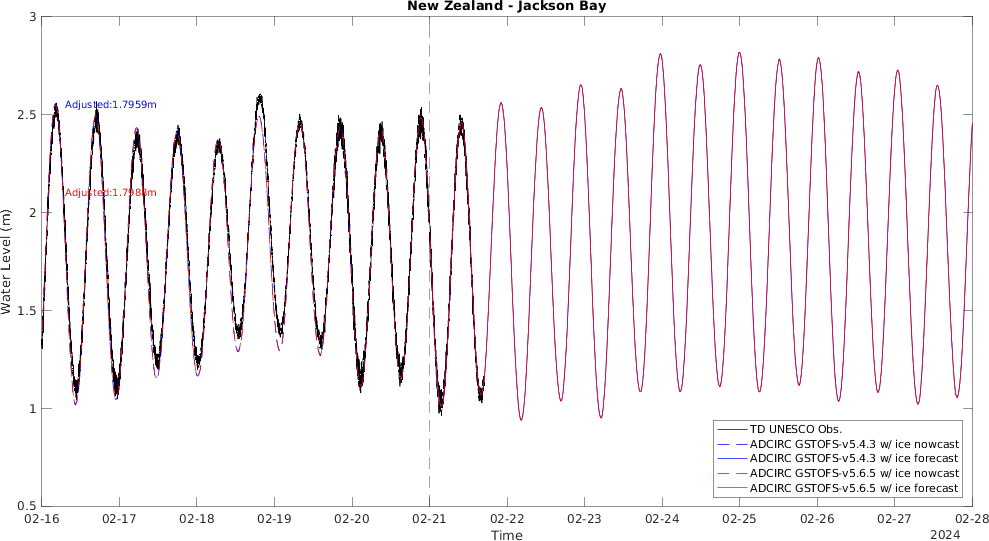 New Zealand - Jackson Bay
Water Level (m)
3
2.5
2
1.5
1
0.5
Adjusted:1.7959m
Adjusted:1.7988m
02-16 02-17 02-18 02-19 02-20 02-21 02-22 02-23 02-24 02-25 02-26 02-27 02-28
Time
2024
TD UNESCO Obs.
ADCIRC GSTOFS-v5.4.3 w/ ice nowcast
ADCIRC GSTOFS-v5.4.3 w/ ice forecast
ADCIRC GSTOFS-v5.6.5 w/ ice nowcast
ADCIRC GSTOFS-v5.6.5 w/ ice forecast